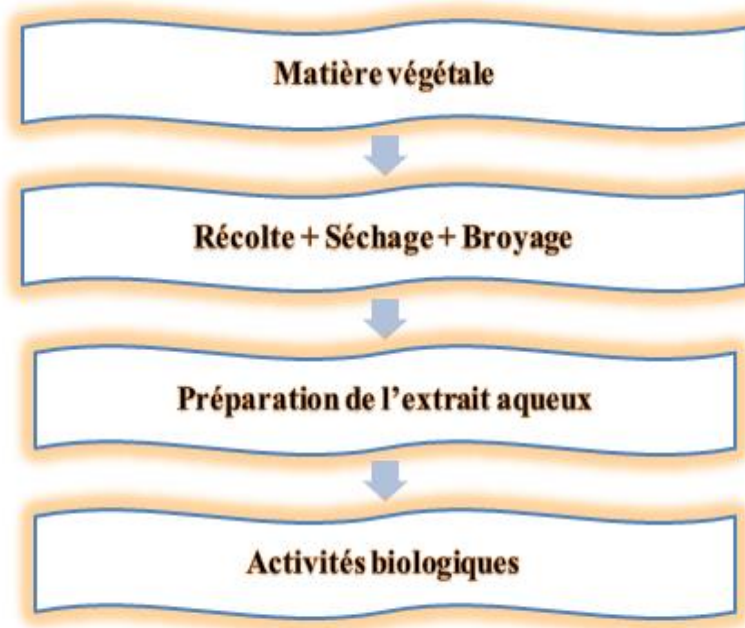 Matière végétale
Récolte + Séchage + Broyage
Préparation de l’extrait aqueux
Activités biologiques